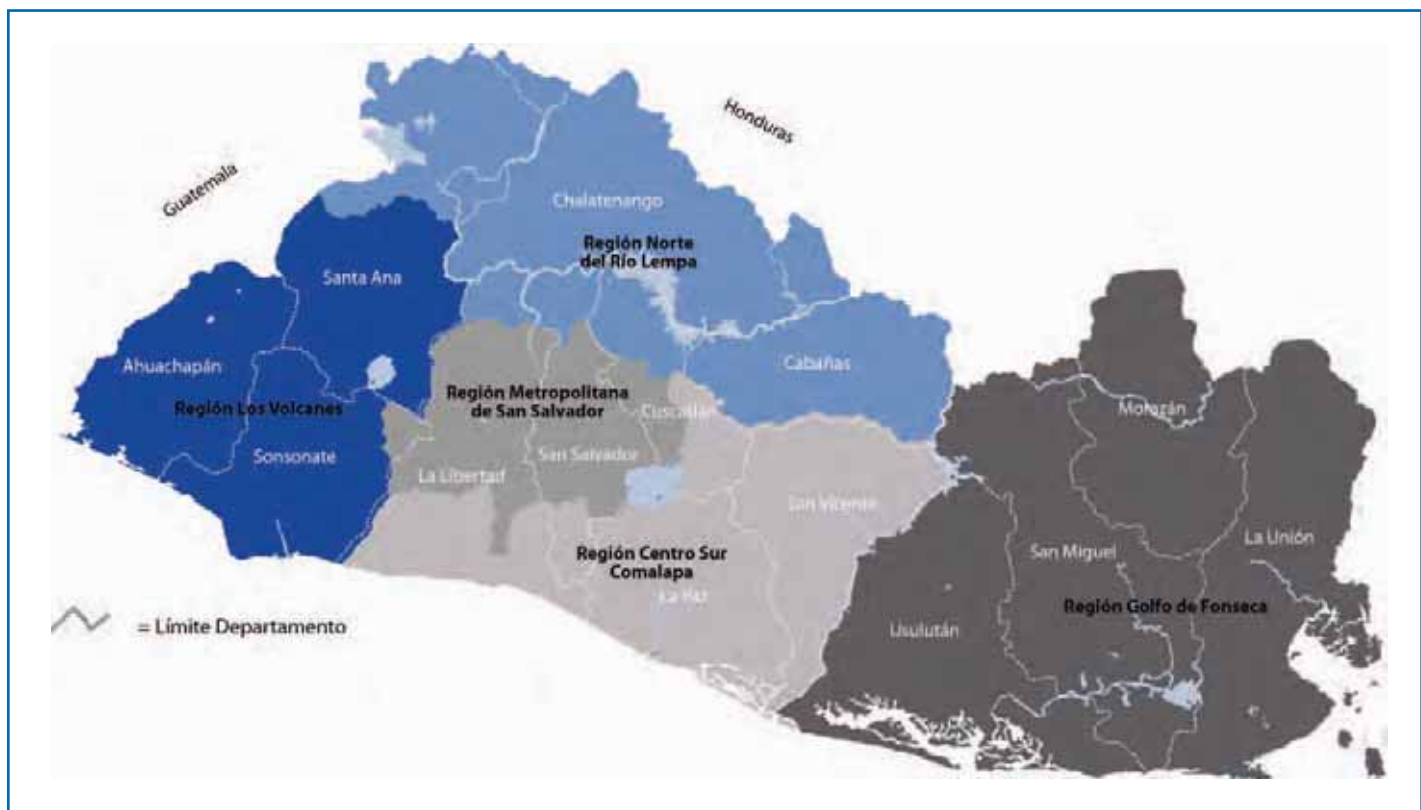 Honduras
Guatemala
Chalatenango
Región Norte
del Río Lempa
Santa Ana
Ahuachapán
Cabañas
Región Los Volcanes
Región Metropolitana
de San Salvador
Cuscatlán
Morazán
Sonsonate
La Libertad
San Salvador
San Vicente
Región Centro Sur
Comalapa
La Paz
San Miguel
La Unión
Región Golfo de Fonseca
Usulután
= Límite Departamento